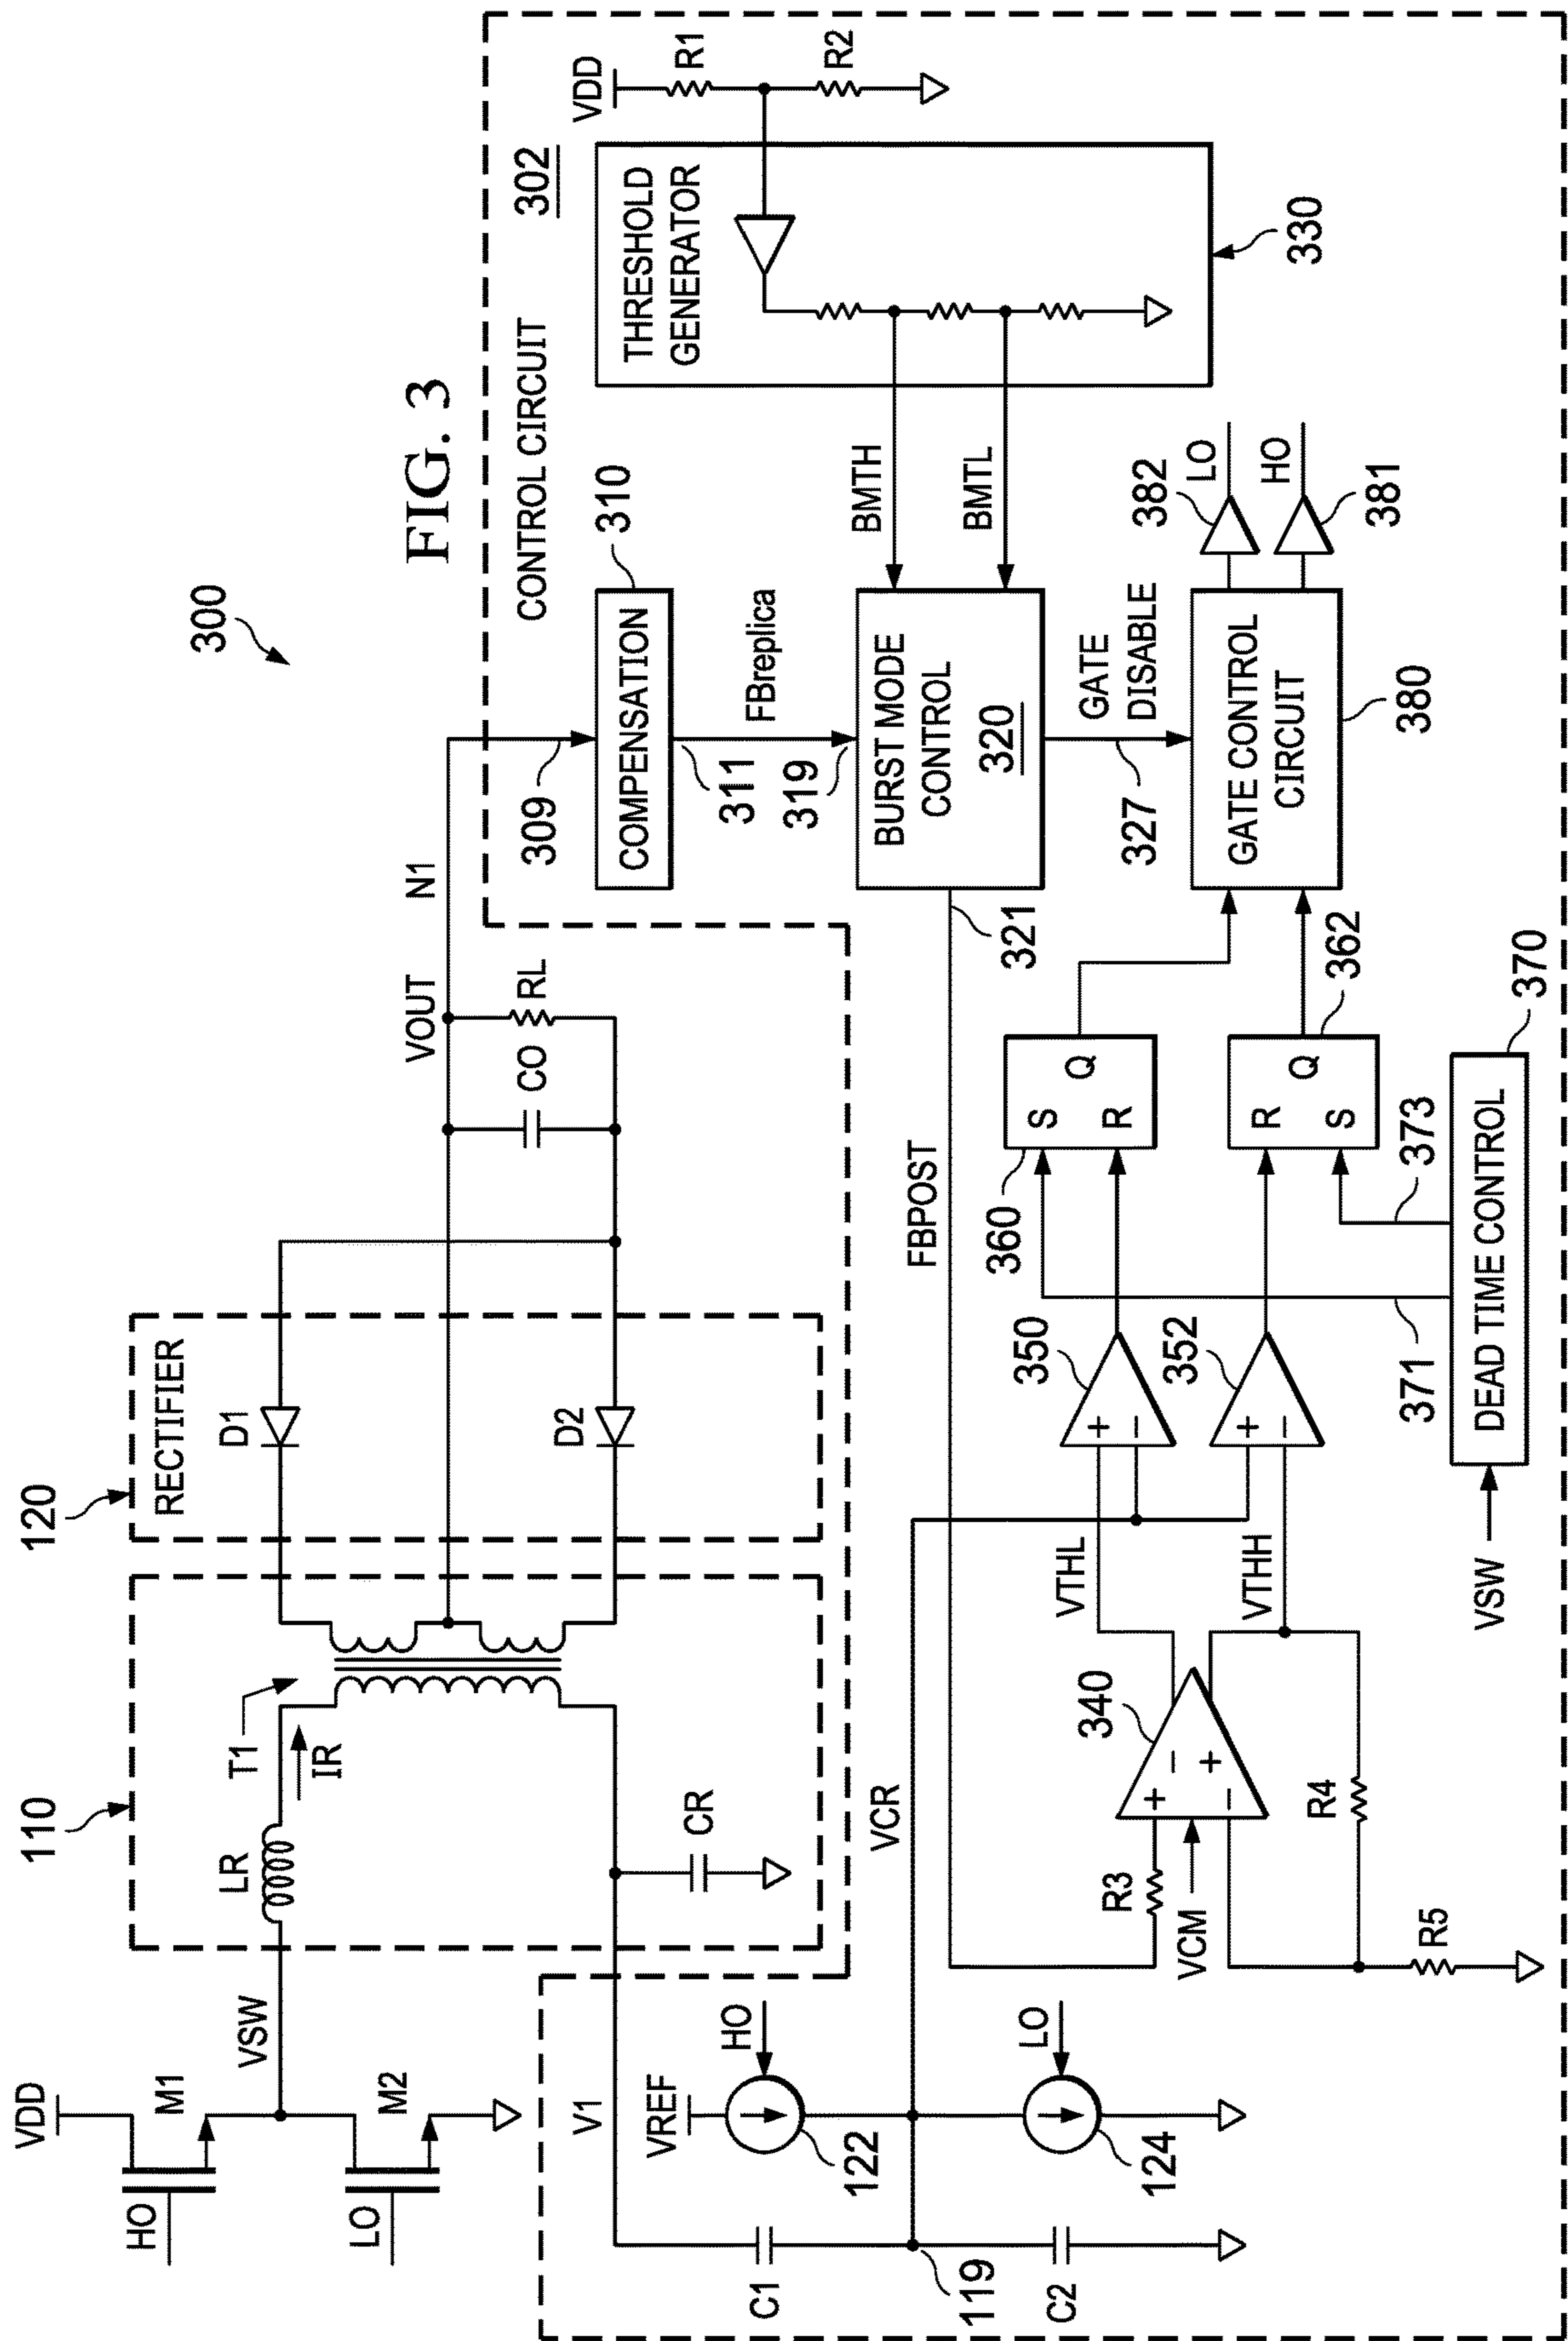 FIG. 3
300
VDD
HO
M1
VSW
LO
M2
110
LR
T1
IR
CR
120
RECTIFIER
D1
D2
VOUT
N1
CO
RL
CONTROL CIRCUIT
302
309
COMPENSATION
310
311
FBreplica
319
BURST MODE
CONTROL
320
321
BMTH
BMTL
THRESHOLD
GENERATOR
330
VDD
R1
R2
GATE
DISABLE
327
GATE CONTROL
CIRCUIT
380
382
LO
HO
381
V1
VREF
HO
122
LO
124
C1
119
C2
VCR
FBPOST
R3
VCM
+
−
−
+
340
R4
R5
VTHL
VTHH
+
−
350
+
−
352
360
S
R
Q
362
R
S
Q
371
373
VSW
DEAD TIME CONTROL
370